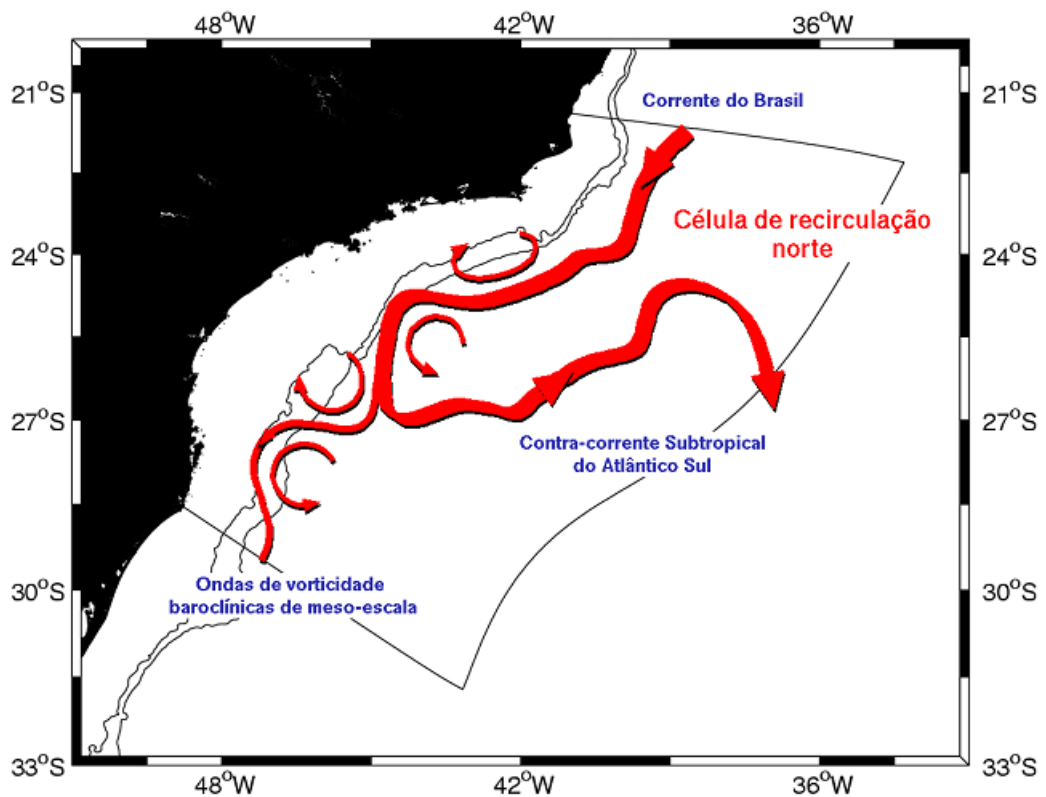 48°W 42°W 36°W
21°S 21°S
Corrente do Brasil
Célula de recirculação
norte
24°S 24°S
27°S 27°S
Contra-corrente Subtropical
do Atlântico Sul
Ondas de vorticidade
baroclínicas de meso-escala
30°S 30°S
33°S 33°S
48°W 42°W 36°W